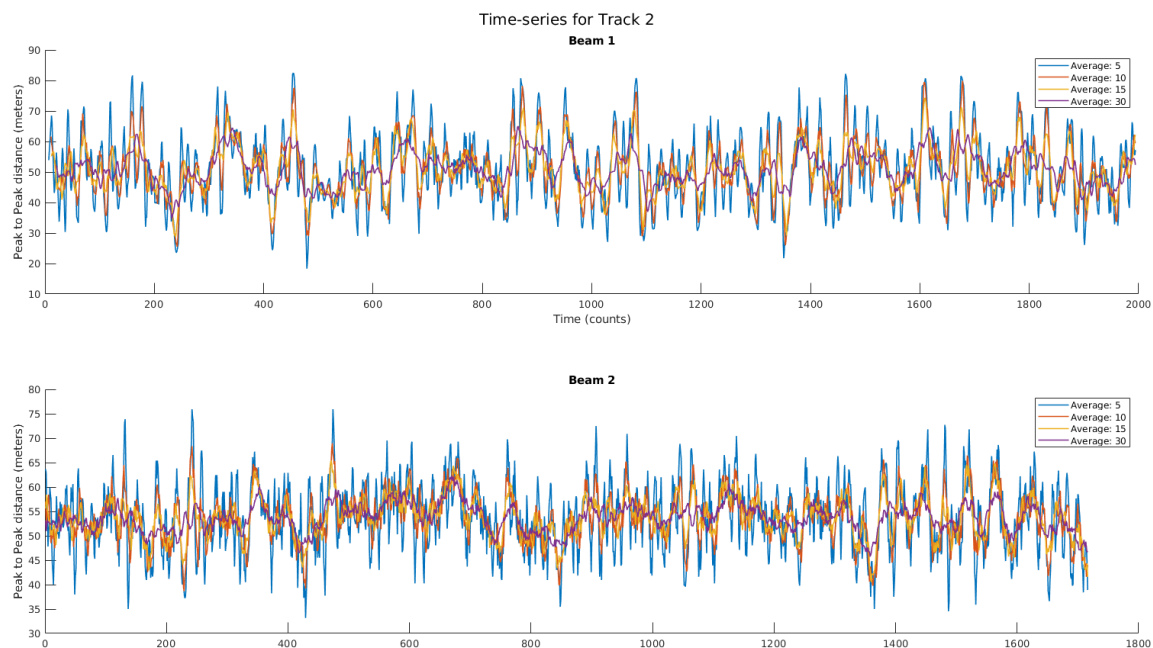 Time-series for Track 2
Beam 1
Peak to Peak distance (meters)
90
80
70
60
50
40
30
20
10
0 200 400 600 800 1000 1200 1400 1600 1800 2000
Time (counts)
Average: 5
Average: 10
Average: 15
Average: 30
Beam 2
Peak to Peak distance (meters)
80
75
70
65
60
55
50
45
40
35
30
0 200 400 600 800 1000 1200 1400 1600 1800
Average: 5
Average: 10
Average: 15
Average: 30